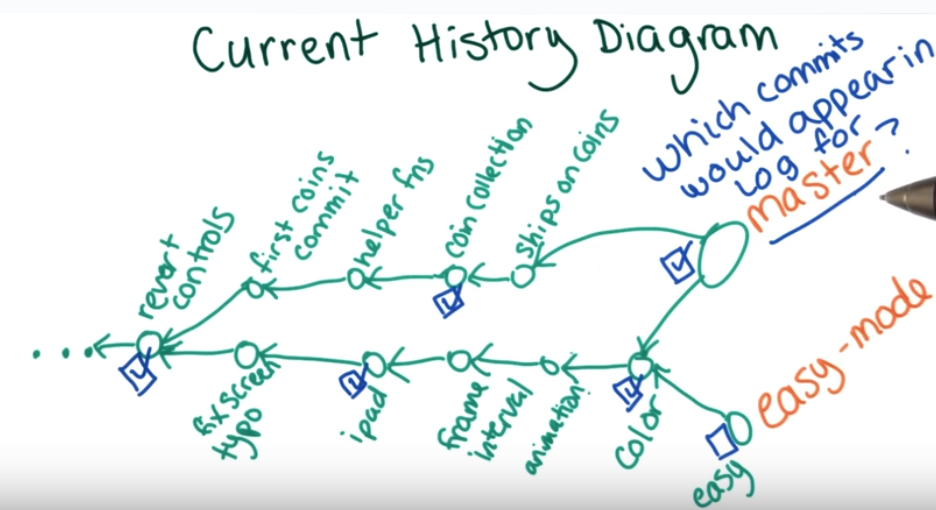 Current History Diagram
which commits
would appear in
log for
master?
revert
controls
first coins
commit
helper fns
coin collection
ships on coins
...
fix screen
typo
ipad
frame
interval
animation
color
easy
easy-mode